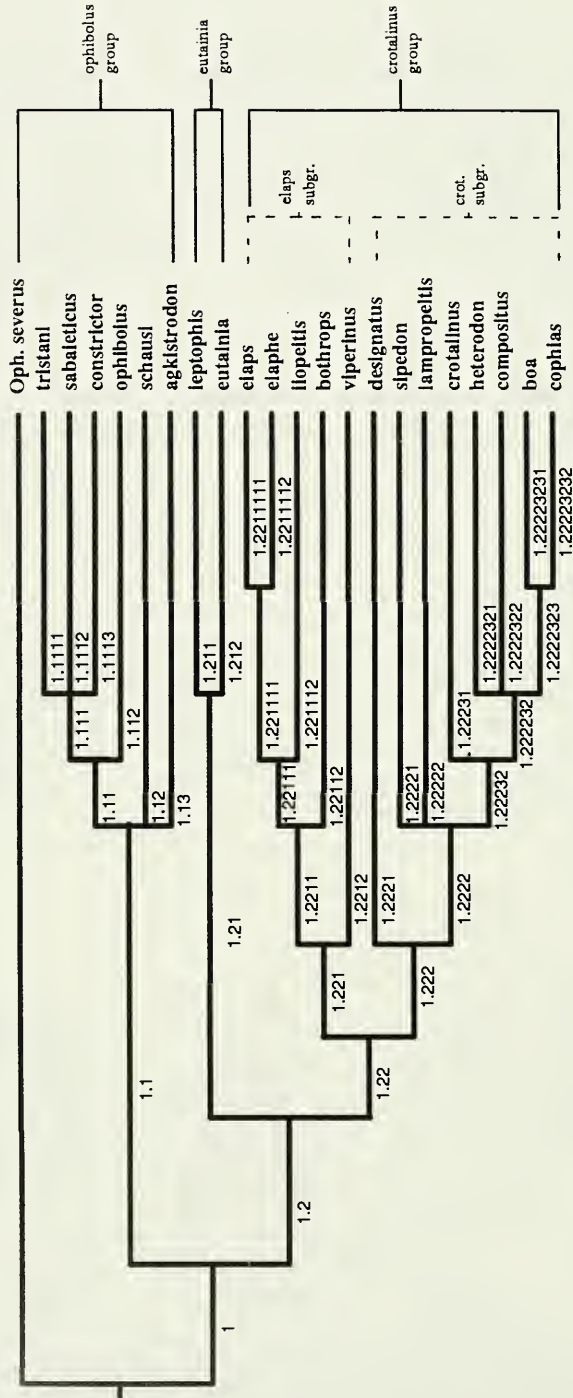 ophibolus
group
eutainia
group
crotalinus
group
elaps
subgr.
crot.
subgr.
Oph. severus
tristani
sabaleticus
constrictor
ophibolus
schausi
agkistrodon
leptophis
eutainia
elaps
elaphe
liopeltis
bothrops
viperinus
designatus
sipedon
lampropeltis
crotalinus
heterodon
compositus
boa
cophias
1.1111
1.1112
1.1113
1.111
1.112
1.11
1.12
1.13
1.211
1.212
1.21
1.2211111
1.2211112
1.221111
1.221112
1.22111
1.22112
1.2211
1.2212
1.221
1.2221
1.22221
1.22222
1.2222
1.222
1.22231
1.22232
1.2222321
1.2222322
1.2222323
1.222232
1.22223231
1.22223232
1.22
1.1
1.2
1